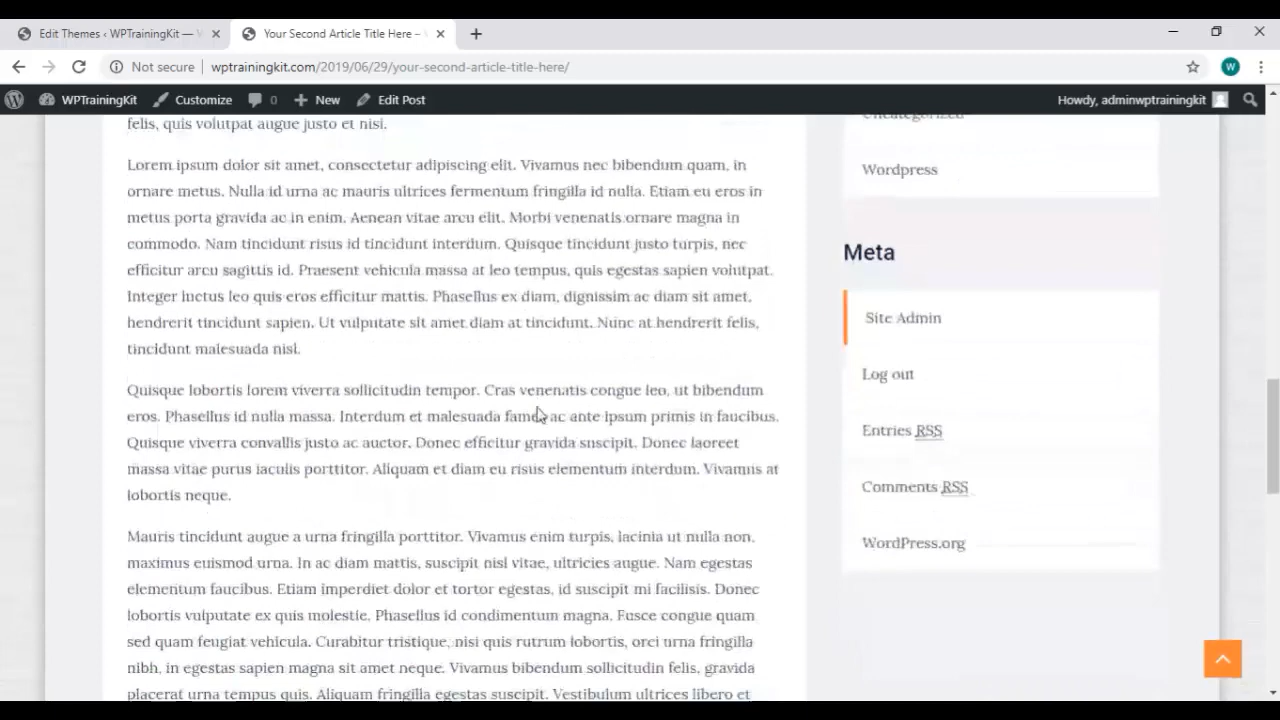 Edit Themes ‹ WPTrainingKit —
Your Second Article Title Here –
Not secure
wptrainingkit.com/2019/06/29/your-second-article-title-here/
W
WPTrainingKit
Customize
0
New
Edit Post
Howdy, adminwptrainingkit
felis, quis volutpat augue justo et nisi.
Lorem ipsum dolor sit amet, consectetur adipiscing elit. Vivamus nec bibendum quam, in
ornare metus. Nulla id urna ac mauris ultrices fermentum fringilla id nulla. Etiam eu eros in
metus porta gravida ac in enim. Aenean vitae arcu elit. Morbi venenatis ornare magna in
commodo. Nam tincidunt risus id tincidunt interdum. Quisque tincidunt justo turpis, nec
efficitur arcu sagittis id. Praesent vehicula massa at leo tempus, quis egestas sapien volutpat.
Integer luctus leo quis eros efficitur mattis. Phasellus ex diam, dignissim ac diam sit amet,
hendrerit tincidunt sapien. Ut vulputate sit amet diam at tincidunt. Nunc at hendrerit felis,
tincidunt malesuada nisl.
Quisque lobortis lorem viverra sollicitudin tempor. Cras venenatis congue leo, ut bibendum
eros. Phasellus id nulla massa. Interdum et malesuada fames ac ante ipsum primis in faucibus.
Quisque viverra convallis justo ac auctor. Donec efficitur gravida suscipit. Donec laoreet
massa vitae purus iaculis porttitor. Aliquam et diam eu risus elementum interdum. Vivamus at
lobortis neque.
Mauris tincidunt augue a urna fringilla porttitor. Vivamus enim turpis, lacinia ut nulla non,
maximus euismod urna. In ac diam mattis, suscipit nisl vitae, ultricies augue. Nam egestas
elementum faucibus. Etiam imperdiet dolor et tortor egestas, id suscipit mi facilisis. Donec
lobortis vulputate ex quis molestie. Phasellus id condimentum magna. Fusce congue quam
sed quam feugiat vehicula. Curabitur tristique, nisi quis rutrum lobortis, orci urna fringilla
nibh, in egestas sapien magna sit amet neque. Vivamus bibendum sollicitudin felis, gravida
placerat urna tempus quis. Aliquam fringilla egestas suscipit. Vestibulum ultrices libero et
Uncategorized
Wordpress
Meta
Site Admin
Log out
Entries RSS
Comments RSS
WordPress.org